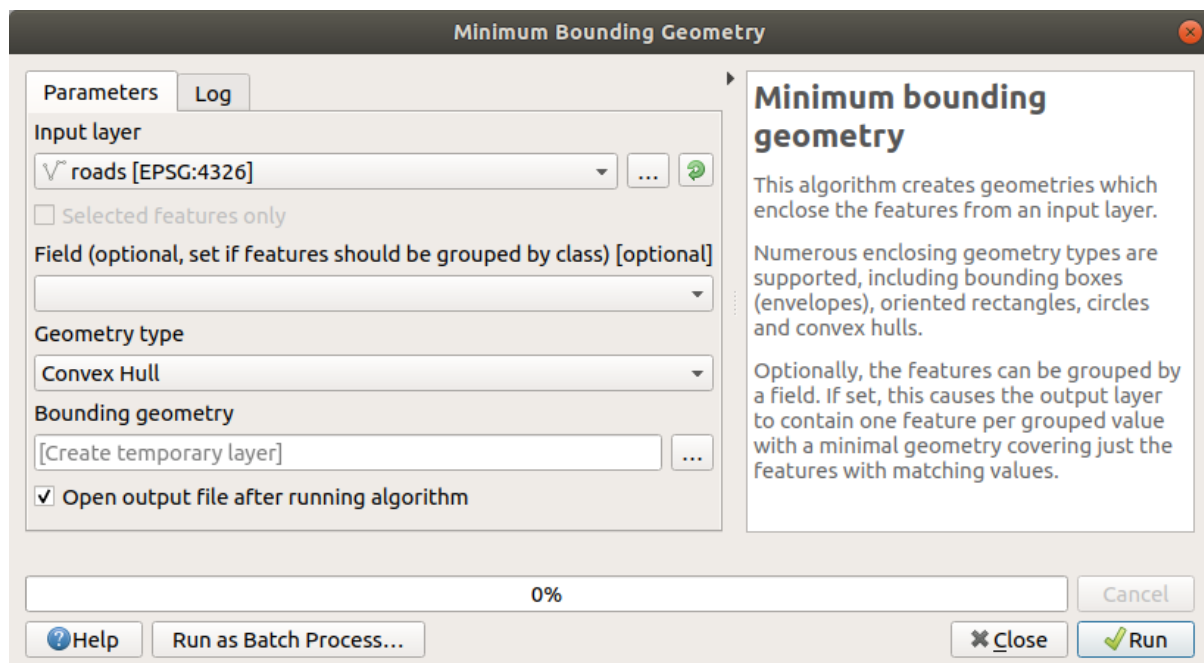 Minimum Bounding Geometry
Parameters
Log
Input layer
roads [EPSG:4326]
...
Selected features only
Field (optional, set if features should be grouped by class) [optional]
Geometry type
Convex Hull
Bounding geometry
[Create temporary layer]
...
Open output file after running algorithm
Minimum bounding
geometry
This algorithm creates geometries which
enclose the features from an input layer.
Numerous enclosing geometry types are
supported, including bounding boxes
(envelopes), oriented rectangles, circles
and convex hulls.
Optionally, the features can be grouped by
a field. If set, this causes the output layer
to contain one feature per grouped value
with a minimal geometry covering just the
features with matching values.
0%
Cancel
Help
Run as Batch Process...
Close
Run